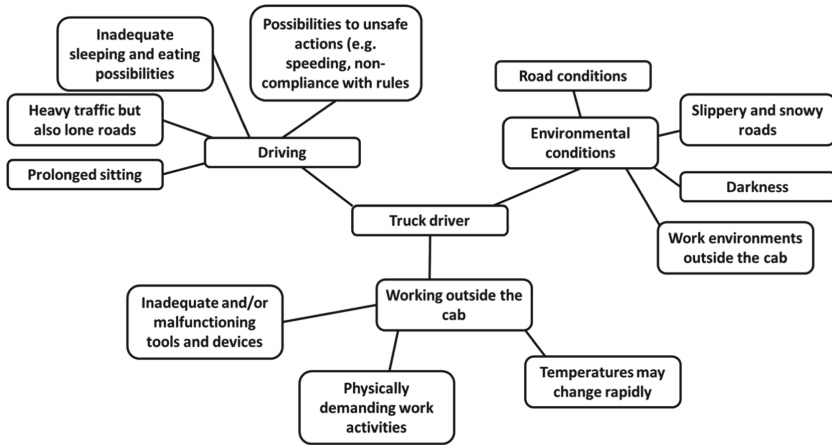 Inadequate
sleeping and eating
possibilities
Possibilities to unsafe
actions (e.g.
speeding, non-
compliance with rules
Heavy traffic but
also lone roads
Driving
Prolonged sitting
Road conditions
Environmental
conditions
Slippery and snowy
roads
Darkness
Work environments
outside the cab
Truck driver
Working outside the
cab
Inadequate and/or
malfunctioning
tools and devices
Physically
demanding work
activities
Temperatures may
change rapidly